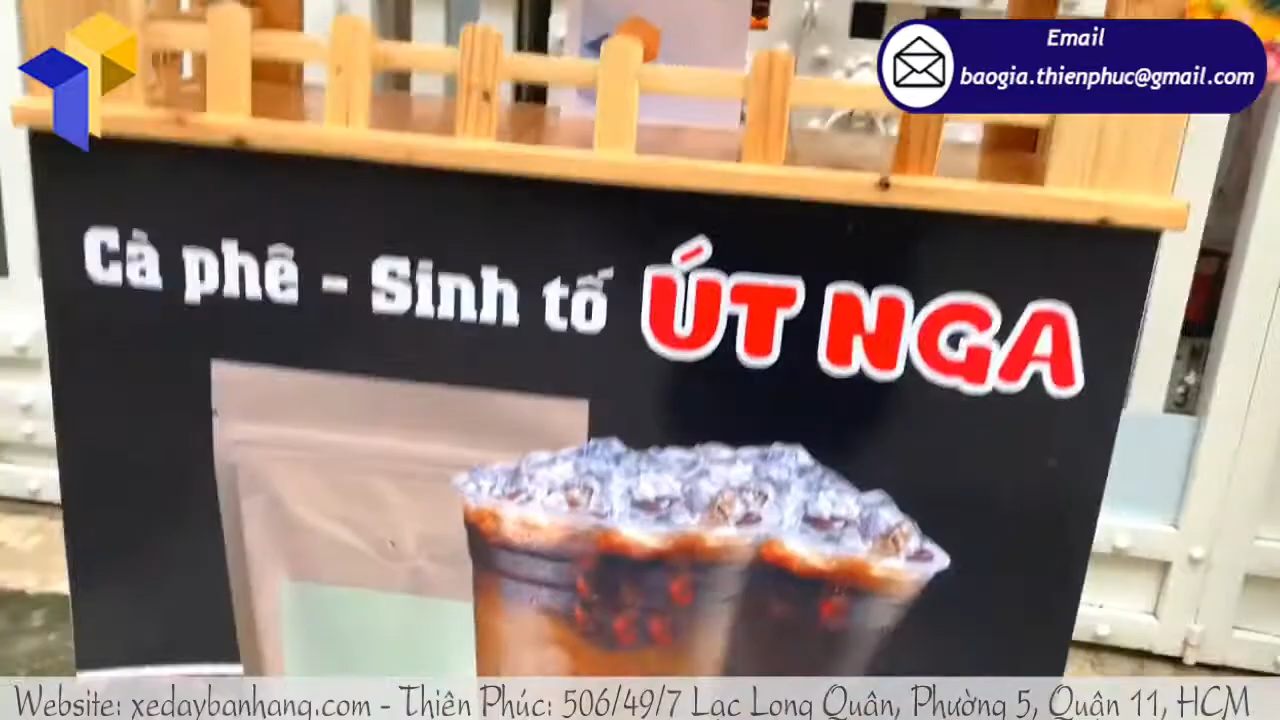 Email
baogia.thienphuc@gmail.com
Cà phê - Sinh tố ÚT NGA
Website: xedaybanhang.com - Thiên Phúc: 506/49/7 Lạc Long Quân, Phường 5, Quận 11, HCM